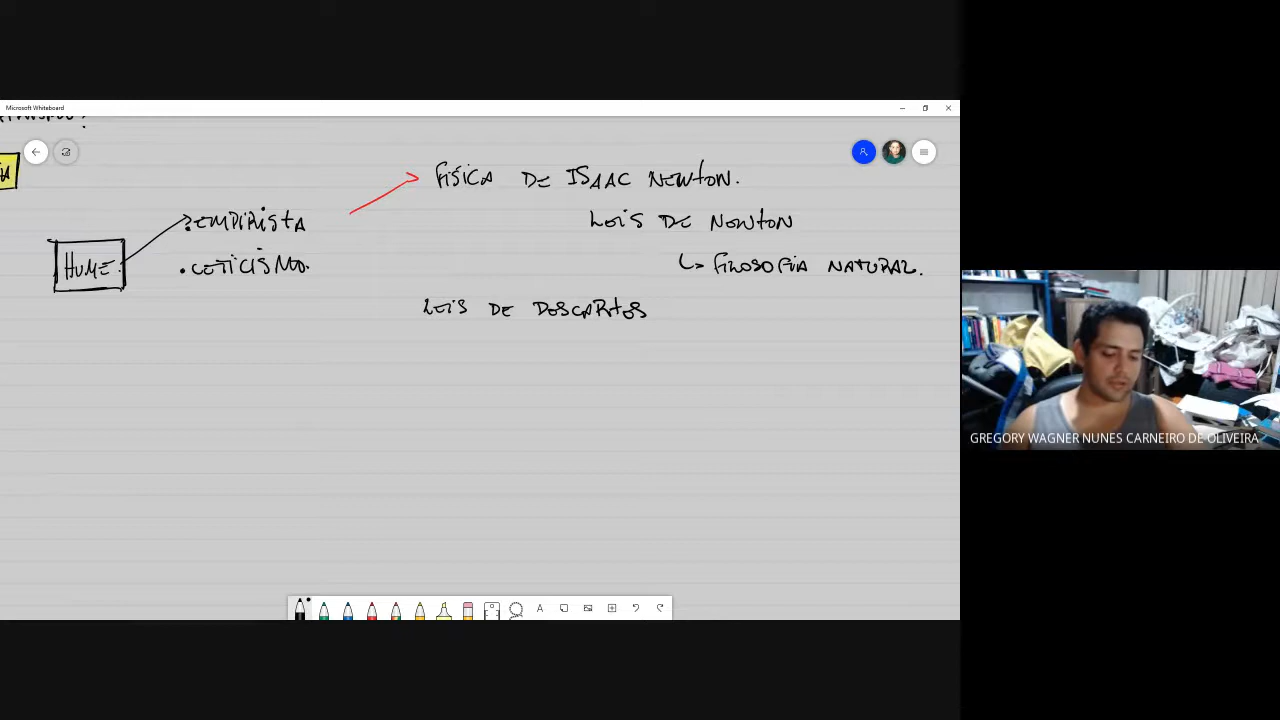 Microsoft Whiteboard
FÍSICA DE ISAAC NEWTON.
EMPIRISTA
LEIS DE NEWTON
HUME
CETICISMO.
FILOSOFIA NATURAL.
LEIS DE DESCARTES
GREGORY WAGNER NUNES CARNEIRO DE OLIVEIRA
A